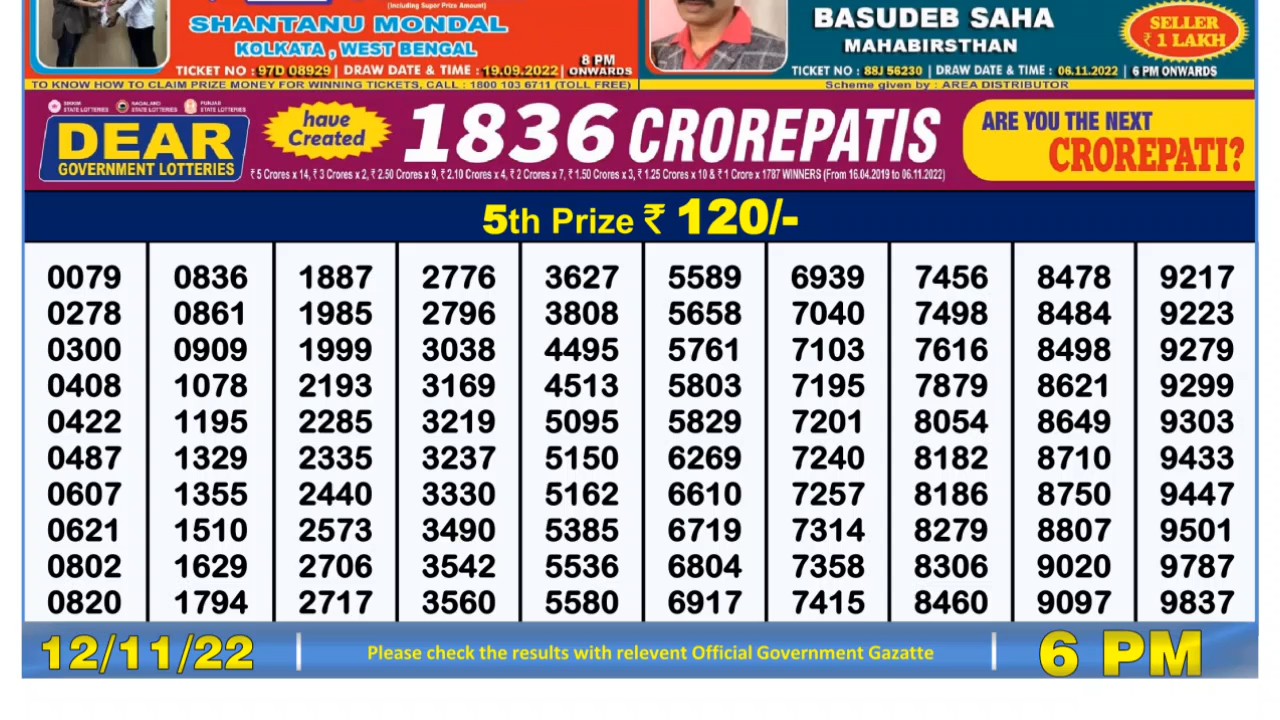 (Including Super Prize Amount)
SHANTANU MONDAL
KOLKATA , WEST BENGAL
TICKET NO : 97D 08929 | DRAW DATE & TIME : 19.09.2022 | 8 PM ONWARDS
BASUDEB SAHA
MAHABIRSTHAN
SELLER
₹ 1 LAKH
TICKET NO : 88J 56230 | DRAW DATE & TIME : 06.11.2022 | 6 PM ONWARDS
TO KNOW HOW TO CLAIM PRIZE MONEY FOR WINNING TICKETS, CALL : 1800 103 6711 (TOLL FREE)
Scheme given by : AREA DISTRIBUTOR
SIKKIM STATE LOTTERIES NAGALAND STATE LOTTERIES PUNJAB STATE LOTTERIES
DEAR
GOVERNMENT LOTTERIES
have
Created
1836 CROREPATIS
₹ 5 Crores x 14, ₹ 3 Crores x 2, ₹ 2.50 Crores x 9, ₹ 2.10 Crores x 4, ₹ 2 Crores x 7, ₹ 1.50 Crores x 3, ₹ 1.25 Crores x 10 & ₹ 1 Crore x 1787 WINNERS (From 16.04.2019 to 06.11.2022)
ARE YOU THE NEXT
CROREPATI?
5th Prize ₹ 120/-
0079 0836 1887 2776 3627 5589 6939 7456 8478 9217
0278 0861 1985 2796 3808 5658 7040 7498 8484 9223
0300 0909 1999 3038 4495 5761 7103 7616 8498 9279
0408 1078 2193 3169 4513 5803 7195 7879 8621 9299
0422 1195 2285 3219 5095 5829 7201 8054 8649 9303
0487 1329 2335 3237 5150 6269 7240 8182 8710 9433
0607 1355 2440 3330 5162 6610 7257 8186 8750 9447
0621 1510 2573 3490 5385 6719 7314 8279 8807 9501
0802 1629 2706 3542 5536 6804 7358 8306 9020 9787
0820 1794 2717 3560 5580 6917 7415 8460 9097 9837
12/11/22 | Please check the results with relevent Official Government Gazatte | 6 PM